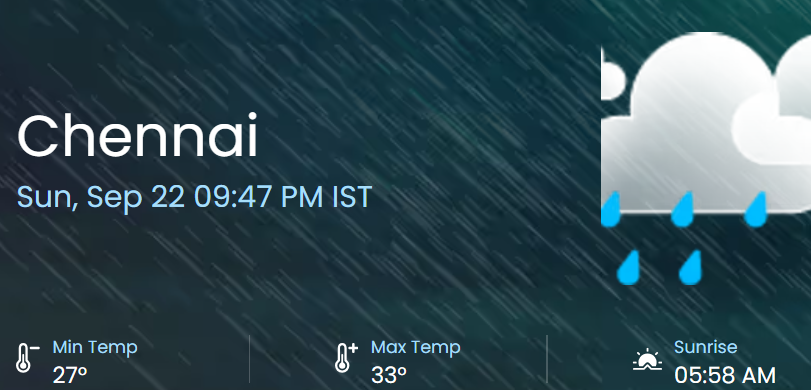 Chennai
Sun, Sep 22 09:47 PM IST
Min Temp
27°
Max Temp
33°
Sunrise
05:58 AM